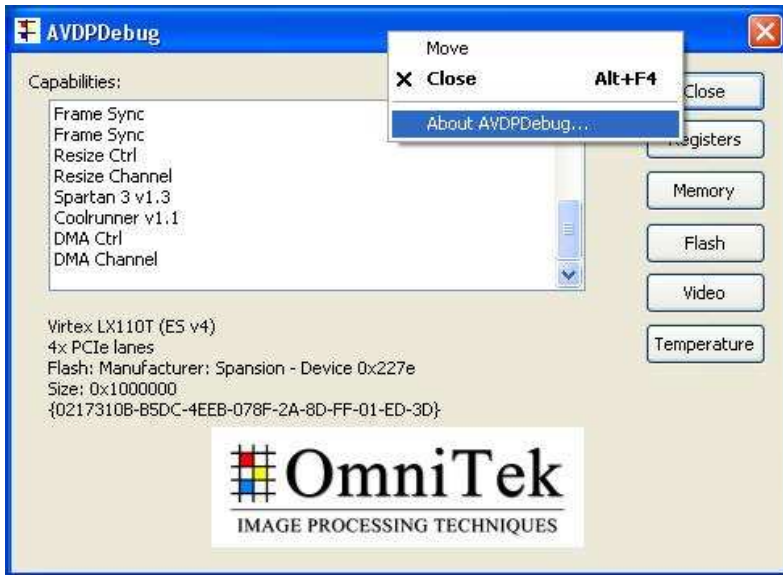 AVDPDebug
Move
Close Alt+F4
About AVDPDebug...
Capabilities:
Frame Sync
Frame Sync
Resize Ctrl
Resize Channel
Spartan 3 v1.3
Coolrunner v1.1
DMA Ctrl
DMA Channel
Close
Registers
Memory
Flash
Video
Temperature
Virtex LX110T (ES v4)
4x PCIe lanes
Flash: Manufacturer: Spansion - Device 0x227e
Size: 0x1000000
{0217310B-B5DC-4EEB-078F-2A-8D-FF-01-ED-3D}
OmniTek
IMAGE PROCESSING TECHNIQUES